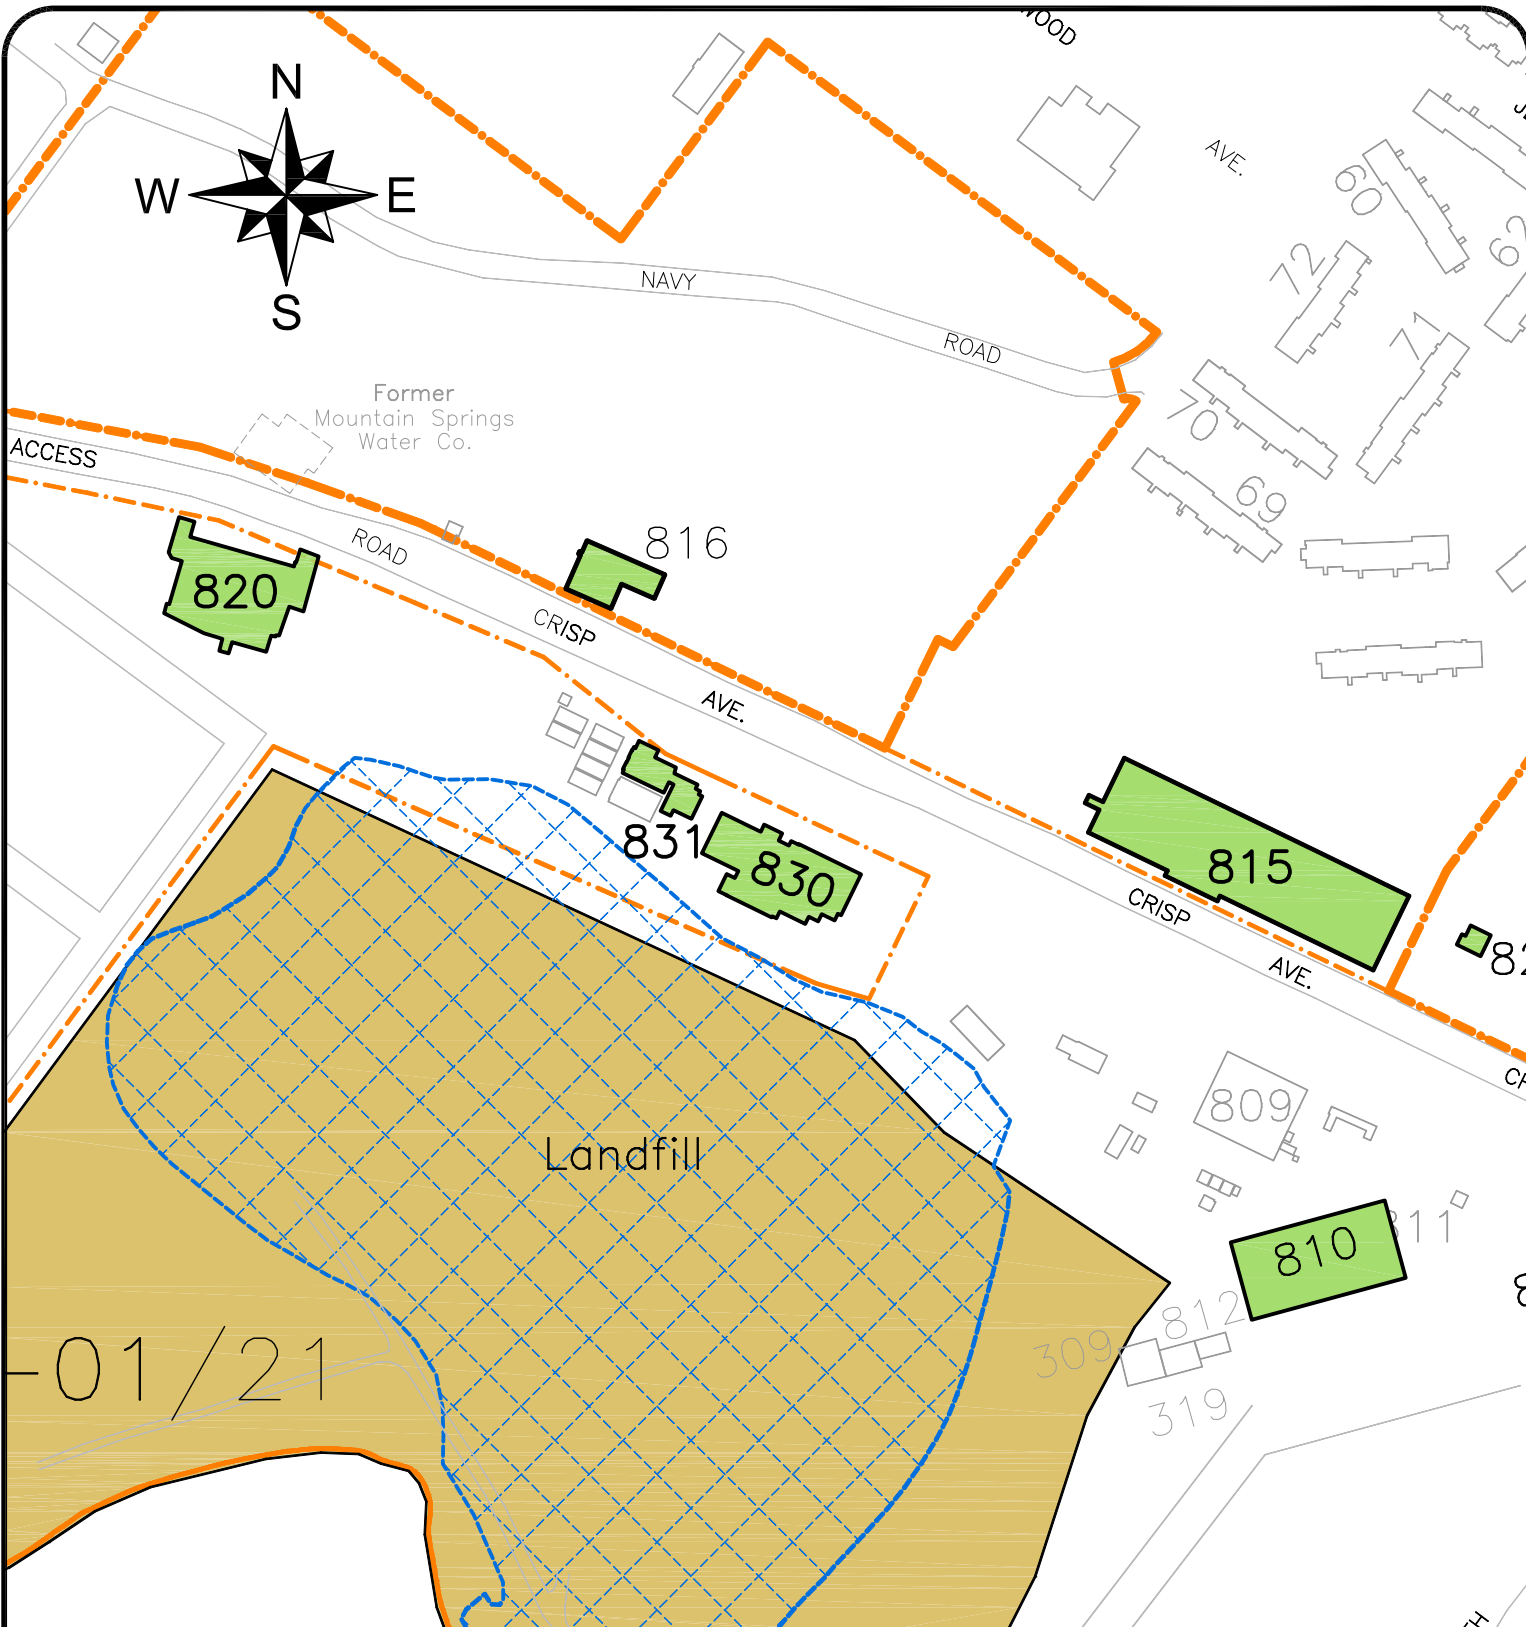 N
W
E
S
AVE.
60
72
71
NAVY
ROAD
70
69
Former
Mountain Springs
Water Co.
ACCESS
ROAD
816
820
CRISP
AVE.
831
830
815
CRISP
AVE.
809
Landfill
810
812
309
319
-01/21